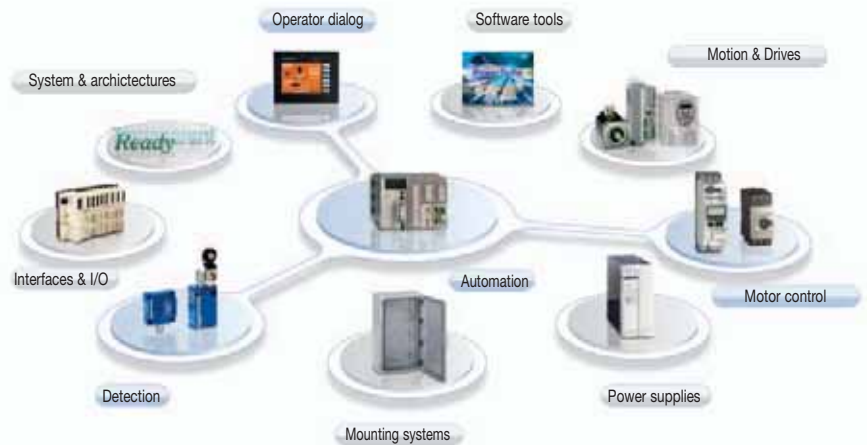 Operator dialog
Software tools
Motion & Drives
System & archictectures
Ready
Interfaces & I/O
Automation
Motor control
Detection
Power supplies
Mounting systems